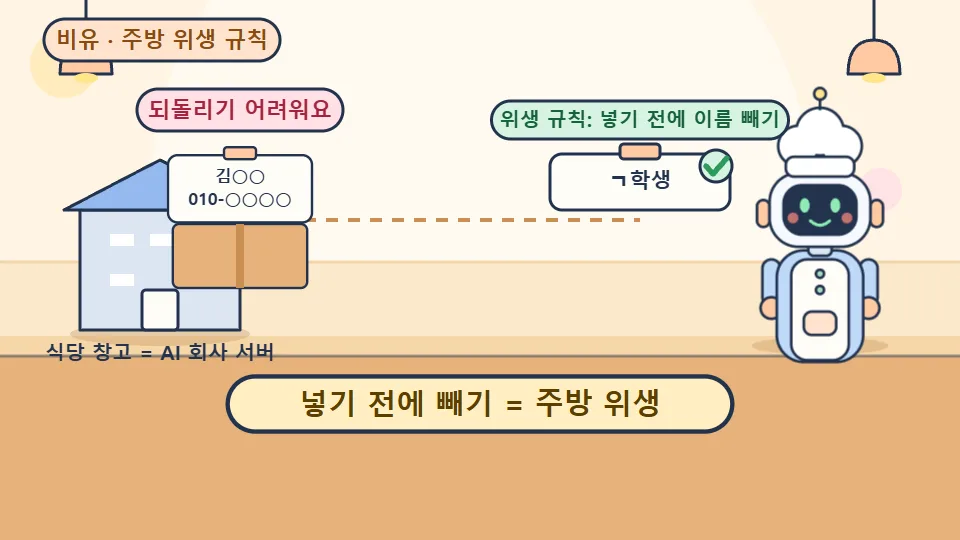 비유 · 주방 위생 규칙
되돌리기 어려워요
위생 규칙: 넣기 전에 이름 빼기
김○○
010-○○○○
ㄱ학생
식당 창고 = AI 회사 서버
넣기 전에 빼기 = 주방 위생